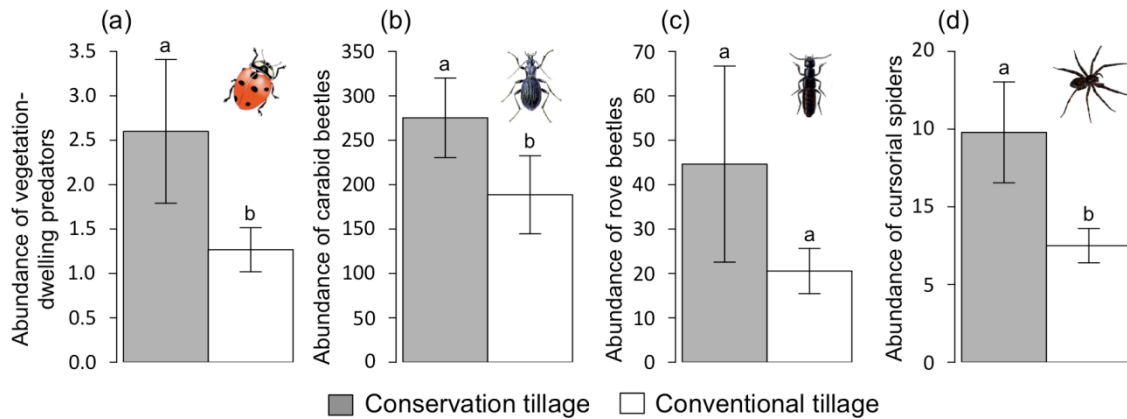 (a)
Abundance of vegetation-
dwelling predators
3.5
3.0
2.5
2.0
1.5
1.0
0.5
0.0
a
b
(b)
Abundance of carabid beetles
350
300
250
200
150
100
50
0
a
b
(c)
Abundance of rove beetles
70
60
50
40
30
20
10
0
a
a
(d)
Abundance of cursorial spiders
20
10
15
5
0
a
b
Conservation tillage
Conventional tillage